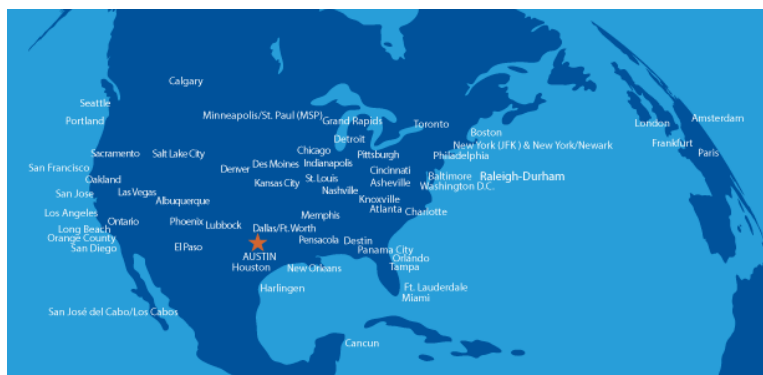 Calgary
Seattle
Portland
Minneapolis/St. Paul (MSP)
Grand Rapids
Toronto
Boston
London
Amsterdam
Detroit
New York (JFK ) & New York/Newark
Frankfurt
Paris
Sacramento
Salt Lake City
Chicago
Pittsburgh
Philadelphia
San Francisco
Denver
Des Moines
Indianapolis
Cincinnati
Baltimore
Raleigh-Durham
Oakland
Kansas City
St. Louis
Asheville
Washington D.C.
San Jose
Las Vegas
Albuquerque
Nashville
Knoxville
Los Angeles
Ontario
Phoenix
Lubbock
Memphis
Atlanta
Charlotte
Long Beach
Dallas/Ft. Worth
Orange County
San Diego
El Paso
Pensacola
Destin
Panama City
AUSTIN
Orlando
Houston
New Orleans
Tampa
Harlingen
Ft. Lauderdale
Miami
San José del Cabo/Los Cabos
Cancun